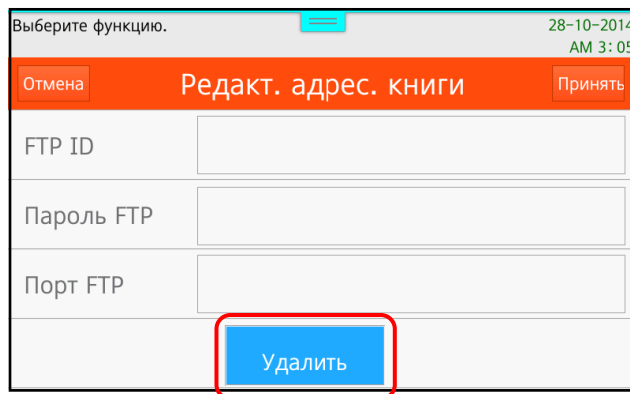 Выберите функцию.
28-10-2014
AM 3:05
Отмена
Редакт. адрес. книги
Принять
FTP ID
Пароль FTP
Порт FTP
Удалить